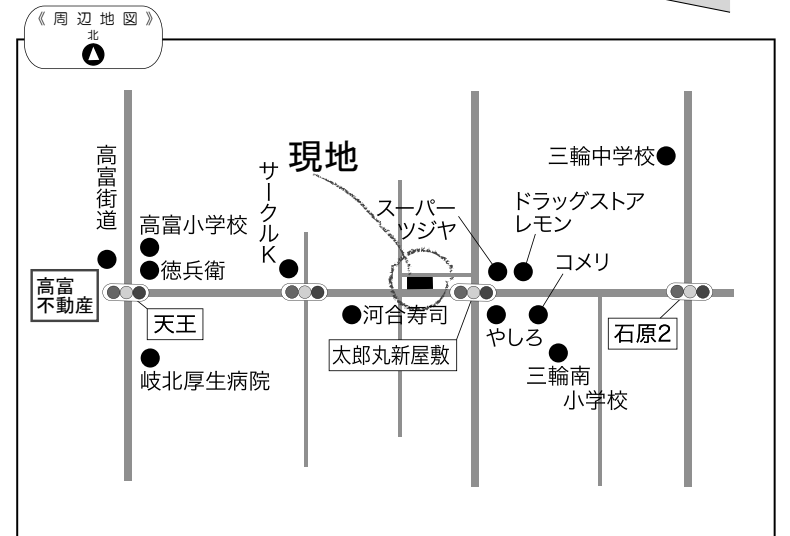 《 周 辺 地 図 》
北
高富街道
サークルK
現地
三輪中学校
スーパー
ツジヤ
ドラッグストア
レモン
高富小学校
徳兵衛
コメリ
高富
不動産
天王
河合寿司
やしろ
石原2
太郎丸新屋敷
三輪南
小学校
岐北厚生病院